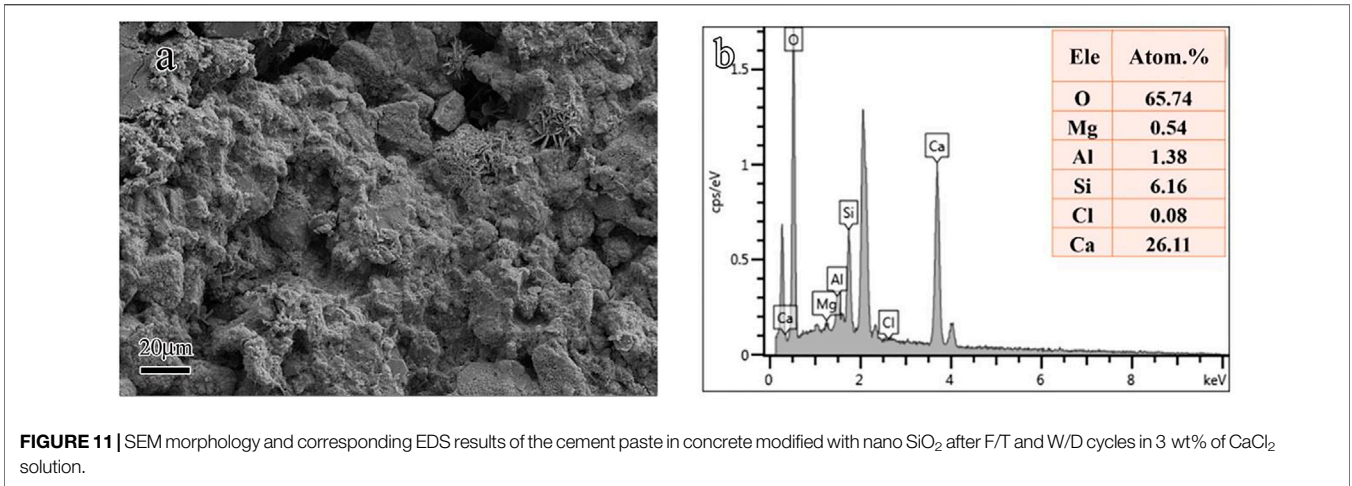 a
20μm
b
1.5
1
0.5
0
cps/eV
O
Ca
Mg
Al
Si
Cl
Ca
0
2
4
6
8
keV
Ele Atom.%
O 65.74
Mg 0.54
Al 1.38
Si 6.16
Cl 0.08
Ca 26.11
FIGURE 11 | SEM morphology and corresponding EDS results of the cement paste in concrete modified with nano SiO₂ after F/T and W/D cycles in 3 wt% of CaCl₂
solution.